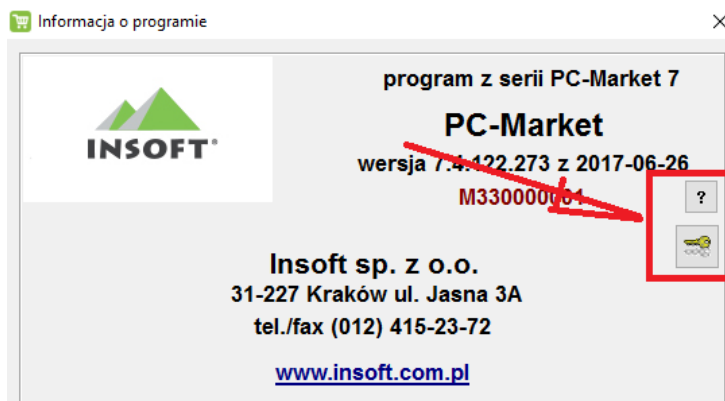 Informacja o programie
program z serii PC-Market 7
INSOFT®
PC-Market
wersja 7.4.122.273 z 2017-06-26
M330000001
?
Insoft sp. z o.o.
31-227 Kraków ul. Jasna 3A
tel./fax (012) 415-23-72
www.insoft.com.pl